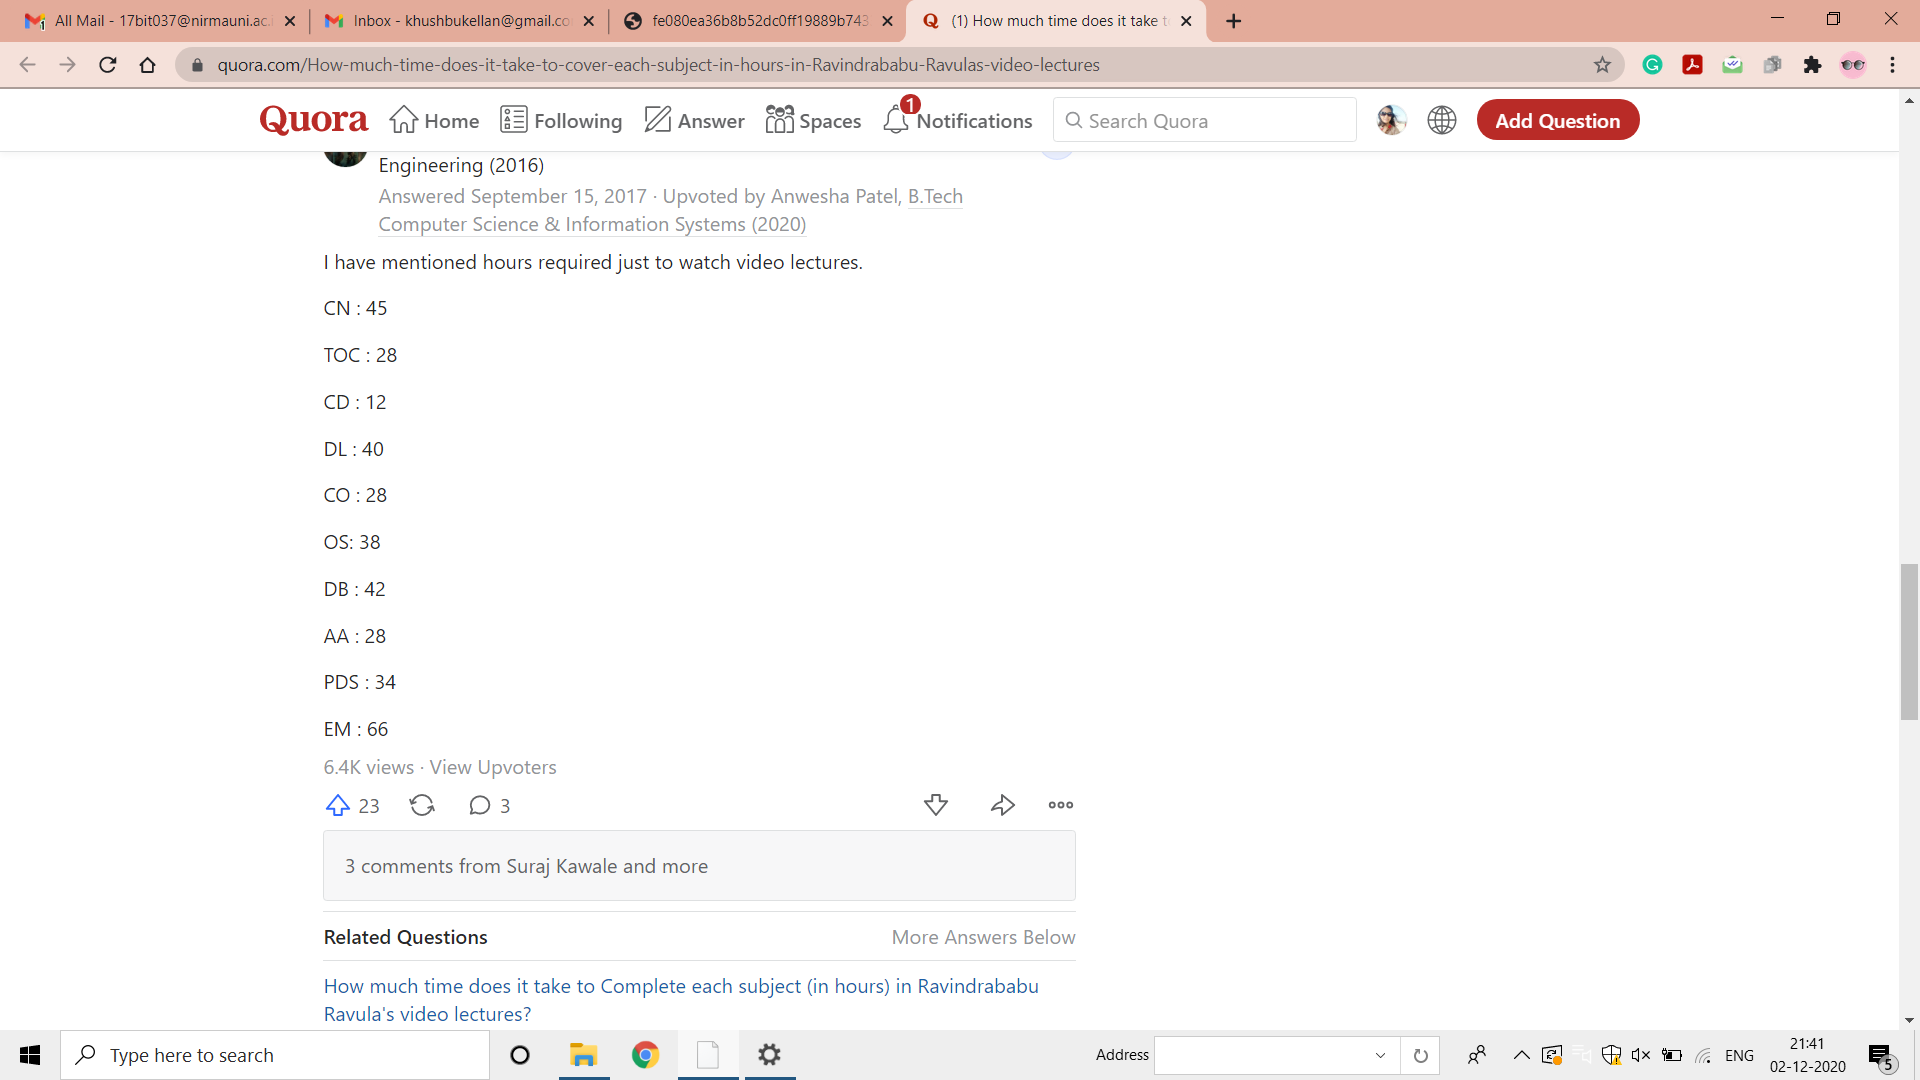 All Mail - 17bit037@nirmauni.ac.i
Inbox - khushbukellan@gmail.co
fe080ea36b8b52dc0ff19889b743
(1) How much time does it take t
quora.com/How-much-time-does-it-take-to-cover-each-subject-in-hours-in-Ravindrababu-Ravulas-video-lectures
Quora
Home
Following
Answer
Spaces
1
Notifications
Search Quora
Add Question
Engineering (2016)
Answered September 15, 2017 · Upvoted by Anwesha Patel, B.Tech
Computer Science & Information Systems (2020)
I have mentioned hours required just to watch video lectures.
CN : 45
TOC : 28
CD : 12
DL : 40
CO : 28
OS: 38
DB : 42
AA : 28
PDS : 34
EM : 66
6.4K views · View Upvoters
23
3
3 comments from Suraj Kawale and more
Related Questions
More Answers Below
How much time does it take to Complete each subject (in hours) in Ravindrababu
Ravula's video lectures?
Type here to search
Address
ENG
21:41
02-12-2020
5